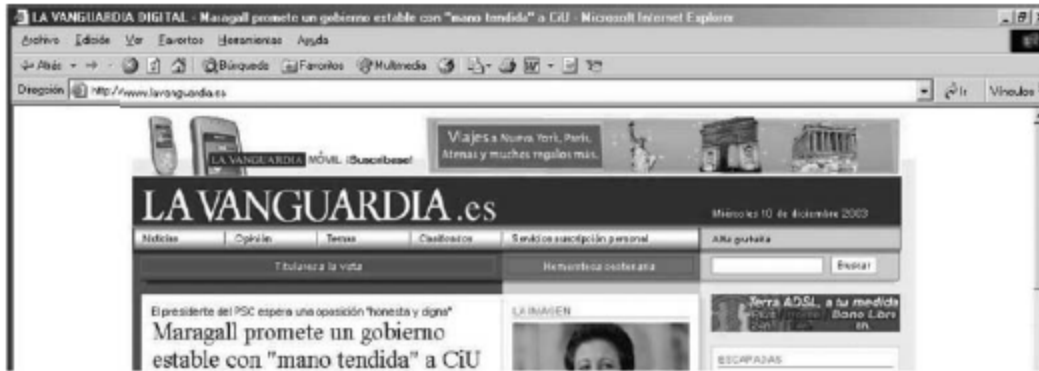 LA VANGUARDIA DIGITAL - Maragall promete un gobierno estable con "mano tendida" a CiU - Microsoft Internet Explorer
Archivo Edición Ver Favoritos Herramientas Ayuda
Atrás Búsqueda Favoritos Multimedia
Dirección http://www.lavanguardia.es Ir Vínculos
LA VANGUARDIA MÓVIL ¡Suscríbase!
Viajes a Nueva York, París,
Atenas y muchos regalos más.
LA VANGUARDIA.es
Miércoles 10 de diciembre 2003
Noticias Opinión Temas Clasificados Servicios suscripción personal Alta gratuita
Titulares a la vista Hemeroteca centenaria Buscar
El presidente del PSC espera una oposición "honesta y digna"
Maragall promete un gobierno
estable con "mano tendida" a CiU
LA IMAGEN
Terra ADSL, a tu medida
ESCAPADAS